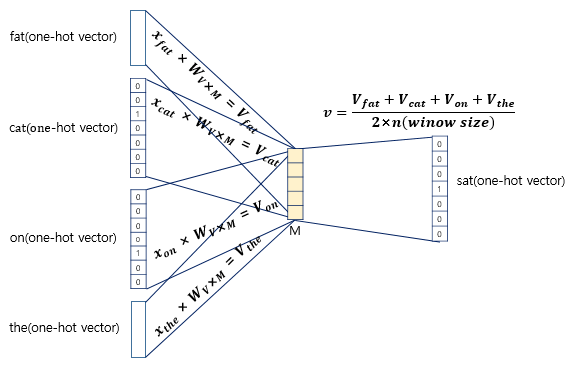 fat(one-hot vector)
x_fat × W_V×M = V_fat
v = (V_fat + V_cat + V_on + V_the) / 2×n(winow size)
0
0
1
0
0
0
0
cat(one-hot vector)
x_cat × W_V×M = V_cat
0
0
0
1
0
0
0
sat(one-hot vector)
0
0
0
0
1
0
0
on(one-hot vector)
x_on × W_V×M = V_on
M
the(one-hot vector)
x_the × W_V×M = V_the